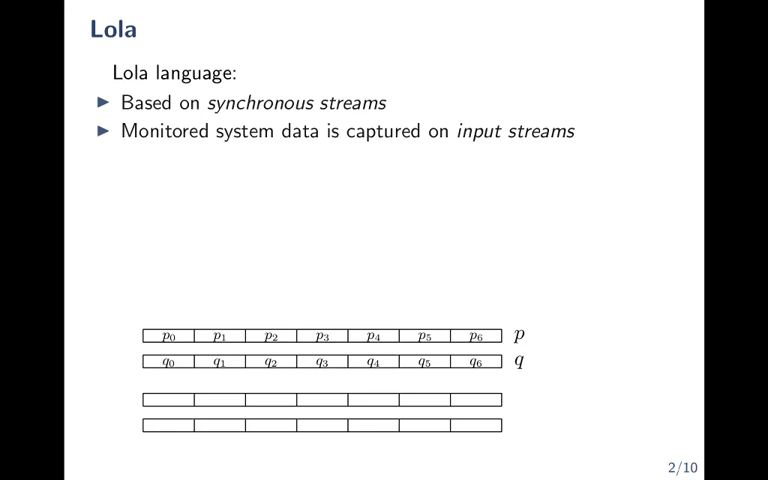 Lola
Lola language:
▶ Based on synchronous streams
▶ Monitored system data is captured on input streams
p₀ p₁ p₂ p₃ p₄ p₅ p₆ p
q₀ q₁ q₂ q₃ q₄ q₅ q₆ q
2/10